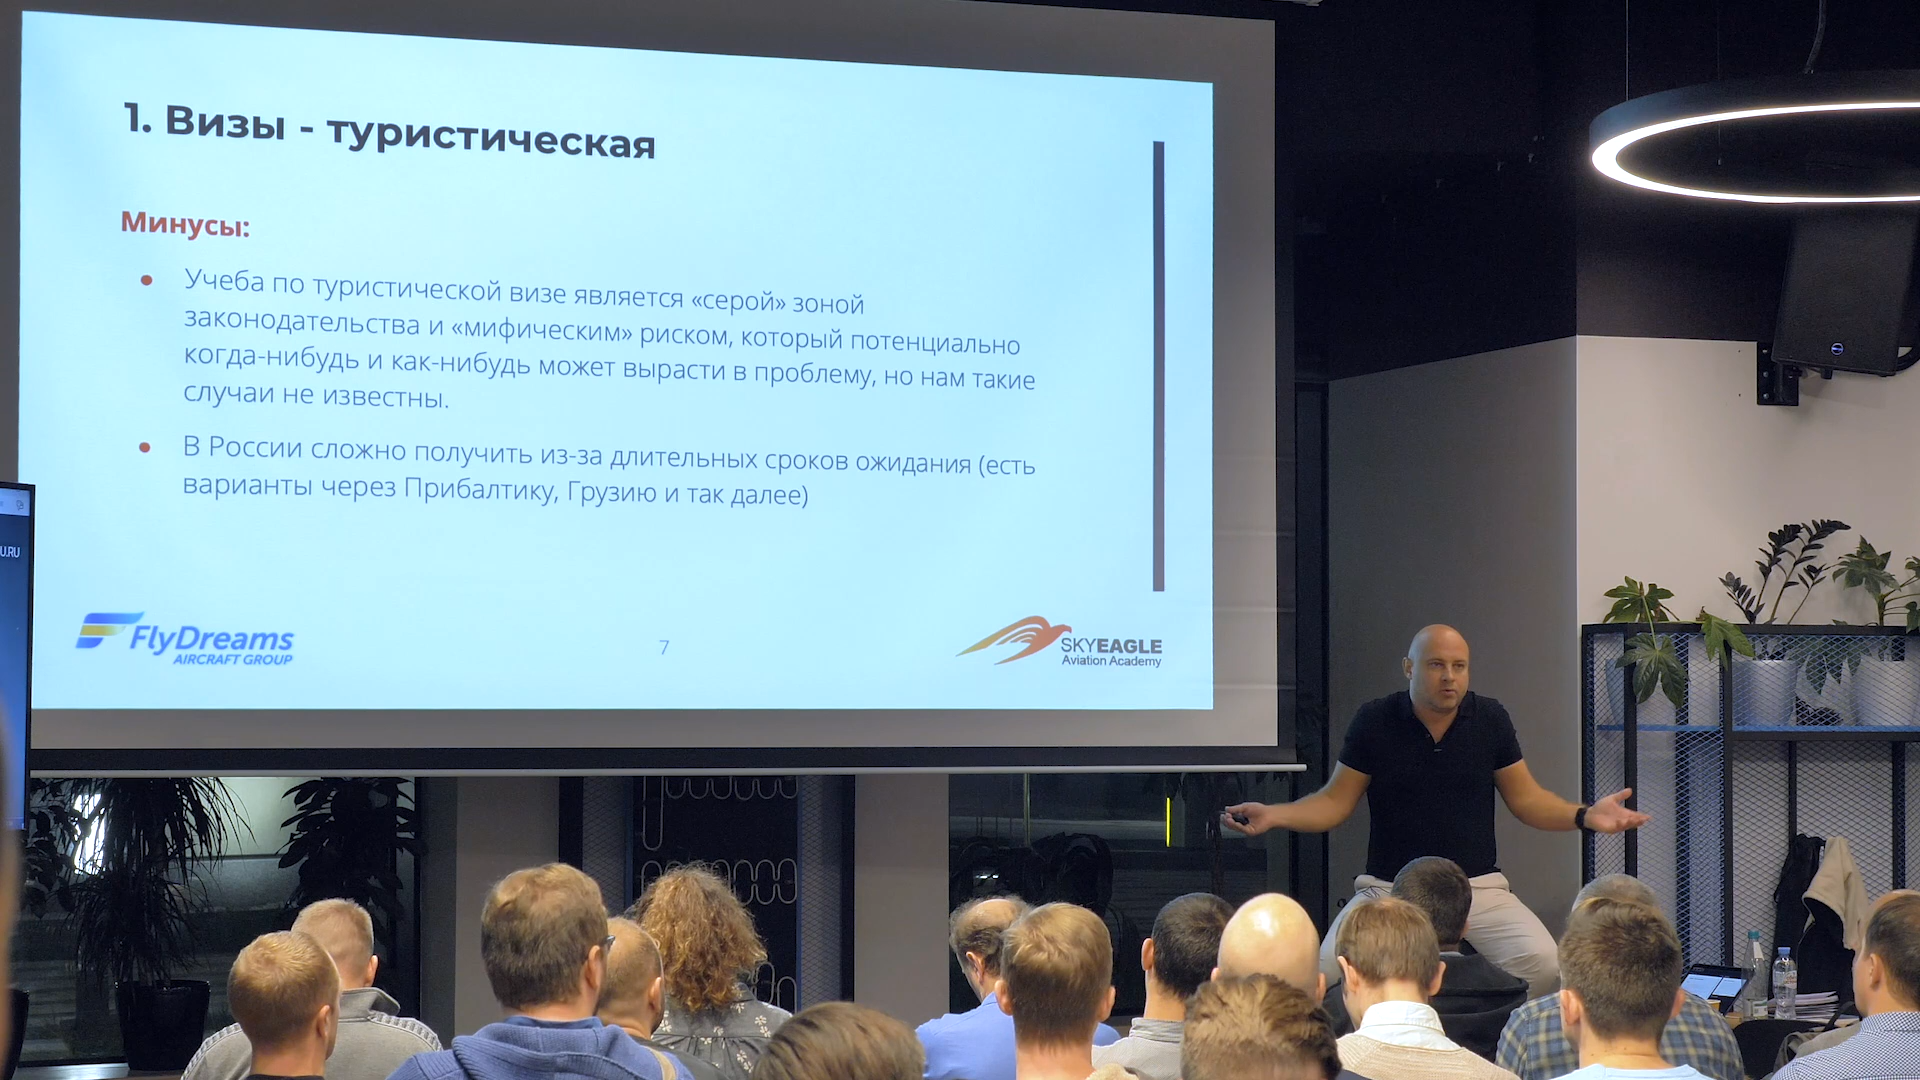 1. Визы - туристическая
Минусы:
Учеба по туристической визе является «серой» зоной
законодательства и «мифическим» риском, который потенциально
когда-нибудь и как-нибудь может вырасти в проблему, но нам такие
случаи не известны.
В России сложно получить из-за длительных сроков ожидания (есть
варианты через Прибалтику, Грузию и так далее)
FlyDreams
AIRCRAFT GROUP
7
SKYEAGLE
Aviation Academy
U.RU